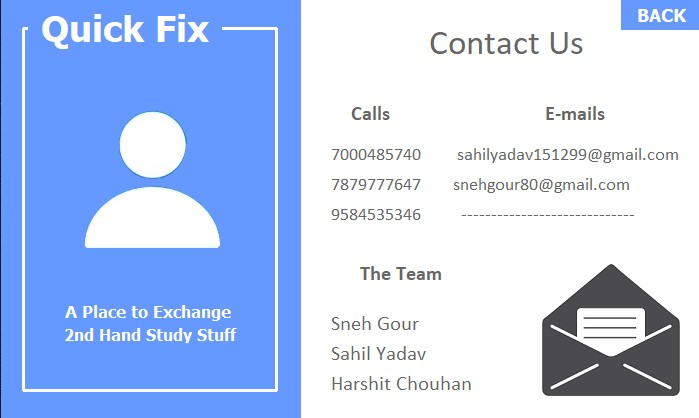 Quick Fix
A Place to Exchange
2nd Hand Study Stuff
BACK
Contact Us
Calls E-mails
7000485740 sahilyadav151299@gmail.com
7879777647 snehgour80@gmail.com
9584535346 -----------------------------
The Team
Sneh Gour
Sahil Yadav
Harshit Chouhan